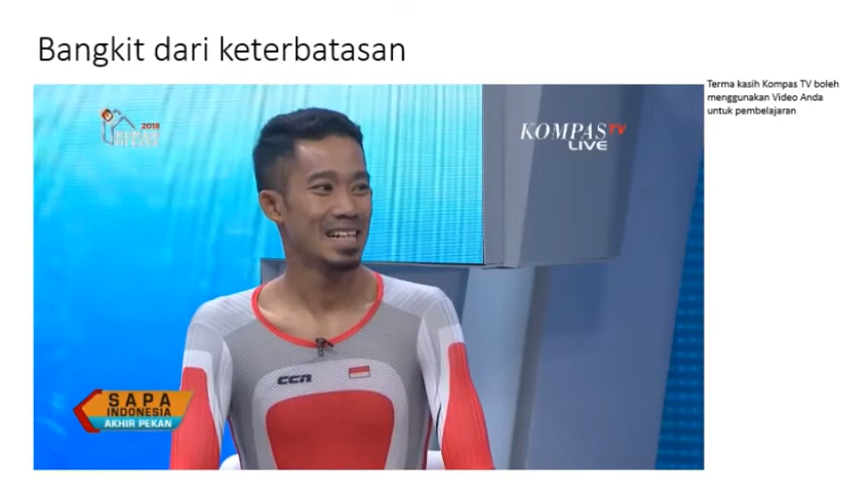 Bangkit dari keterbatasan
Terma kasih Kompas TV boleh
menggunakan Video Anda
untuk pembelajaran
2018
KOMPAS TV
LIVE
CCN
SAPA
INDONESIA
AKHIR PEKAN